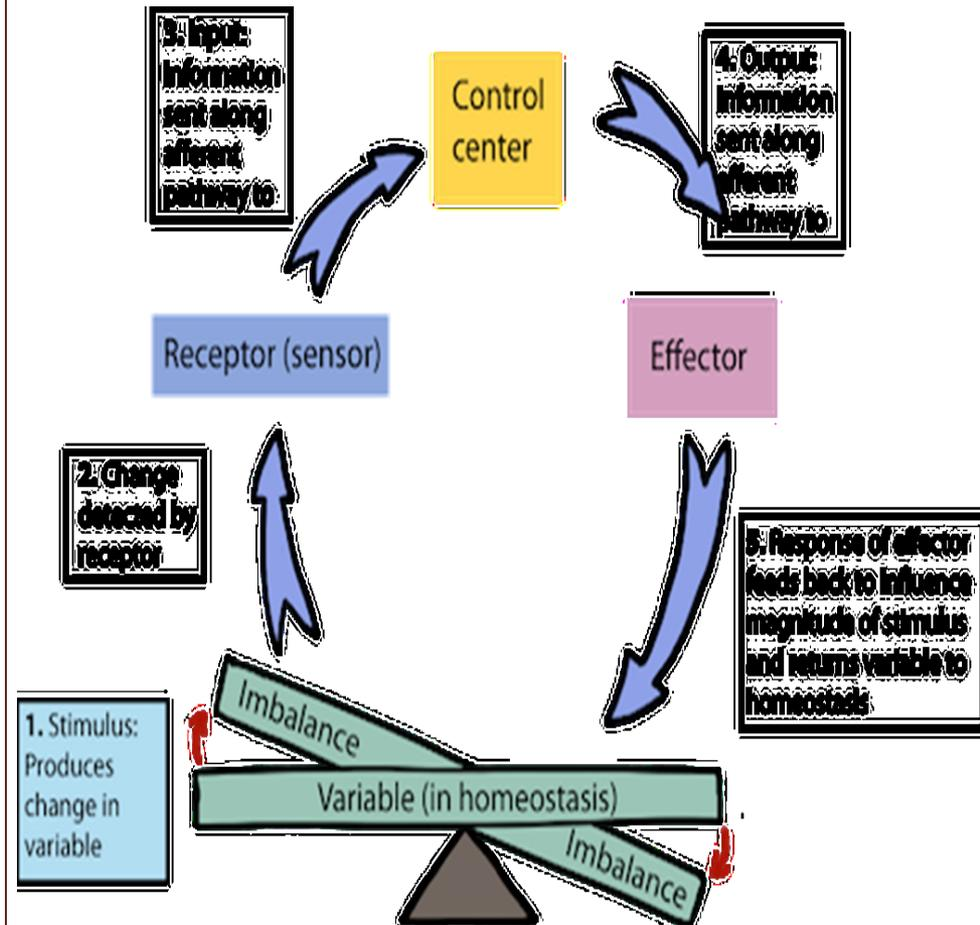 3. Input:
Information
sent along
afferent
pathway to
Control
center
4. Output:
Information
sent along
efferent
pathway to
Receptor (sensor)
Effector
2. Change
detected by
receptor
5. Response of effector
feeds back to influence
magnitude of stimulus
and returns variable to
homeostasis
1. Stimulus:
Produces
change in
variable
Imbalance
Variable (in homeostasis)
Imbalance